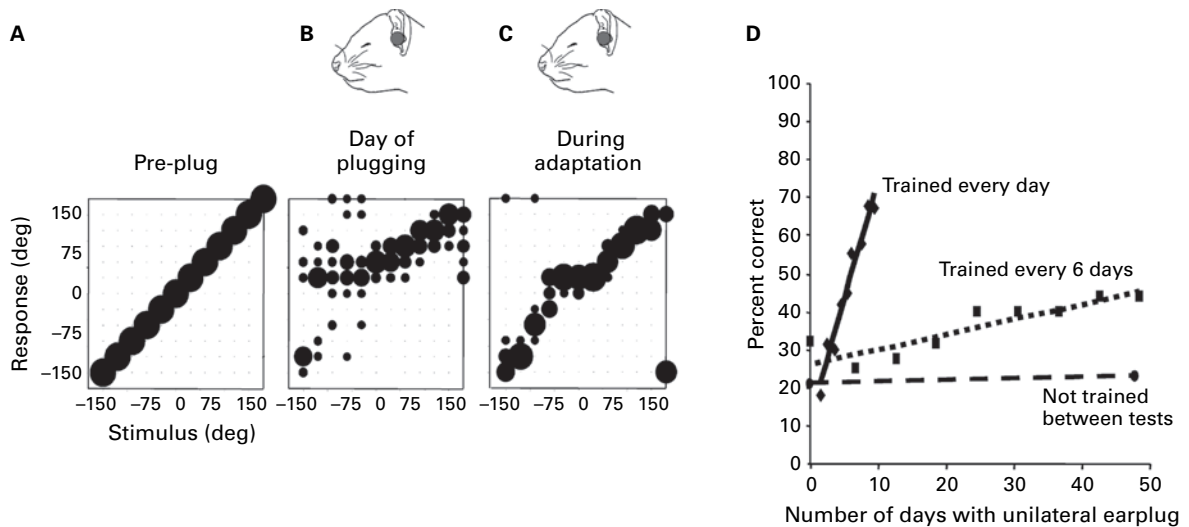 A
B
C
D
Pre-plug
Day of
plugging
During
adaptation
Response (deg)
150
75
0
−75
−150
−150 −75 0 75 150
−150 −75 0 75 150
−150 −75 0 75 150
Stimulus (deg)
Percent correct
100
90
80
70
60
50
40
30
20
10
0
Trained every day
Trained every 6 days
Not trained
between tests
0 10 20 30 40 50
Number of days with unilateral earplug